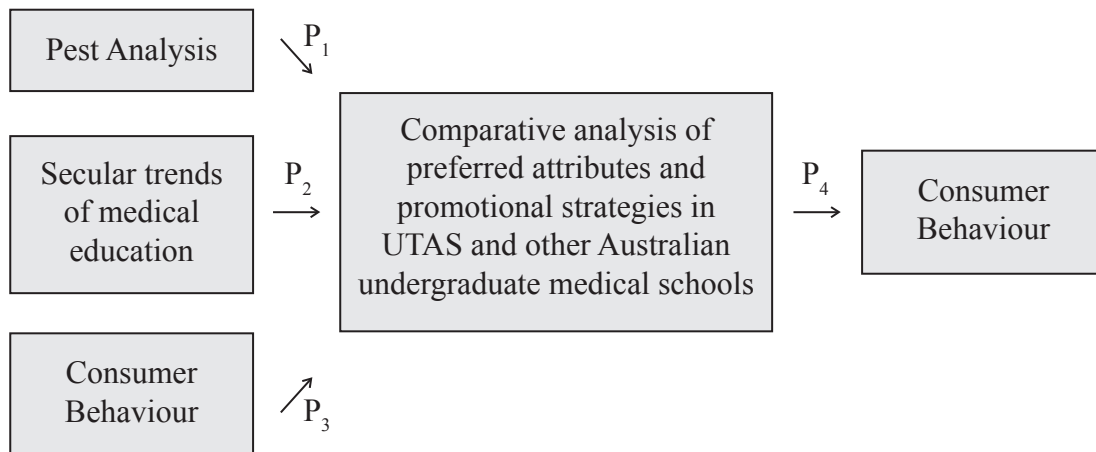 Pest Analysis
P1
Secular trends
of medical
education
P2
Consumer
Behaviour
P3
Comparative analysis of
preferred attributes and
promotional strategies in
UTAS and other Australian
undergraduate medical schools
P4
Consumer
Behaviour